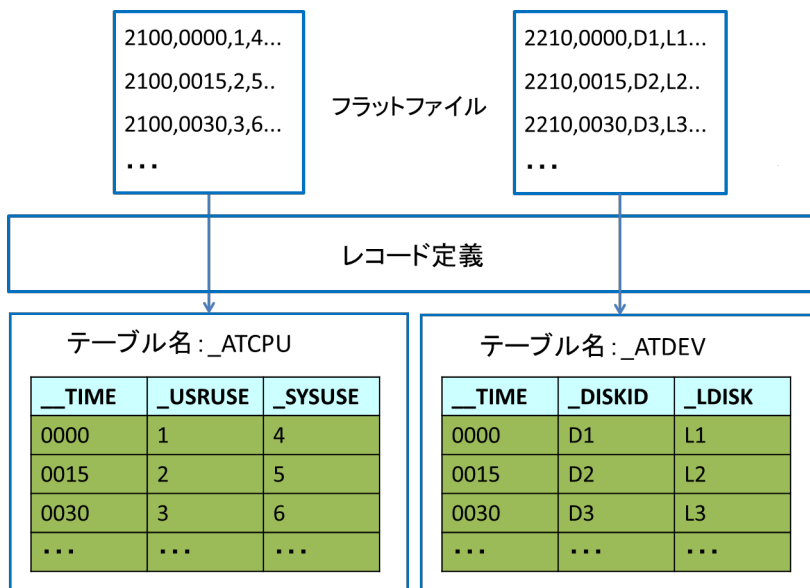 2100,0000,1,4...
2100,0015,2,5..
2100,0030,3,6...
・・・
フラットファイル
2210,0000,D1,L1...
2210,0015,D2,L2..
2210,0030,D3,L3...
・・・
レコード定義
テーブル名：_ATCPU
__TIME _USRUSE _SYSUSE
0000 1 4
0015 2 5
0030 3 6
・・・ ・・・ ・・・
テーブル名：_ATDEV
__TIME _DISKID _LDISK
0000 D1 L1
0015 D2 L2
0030 D3 L3
・・・ ・・・ ・・・